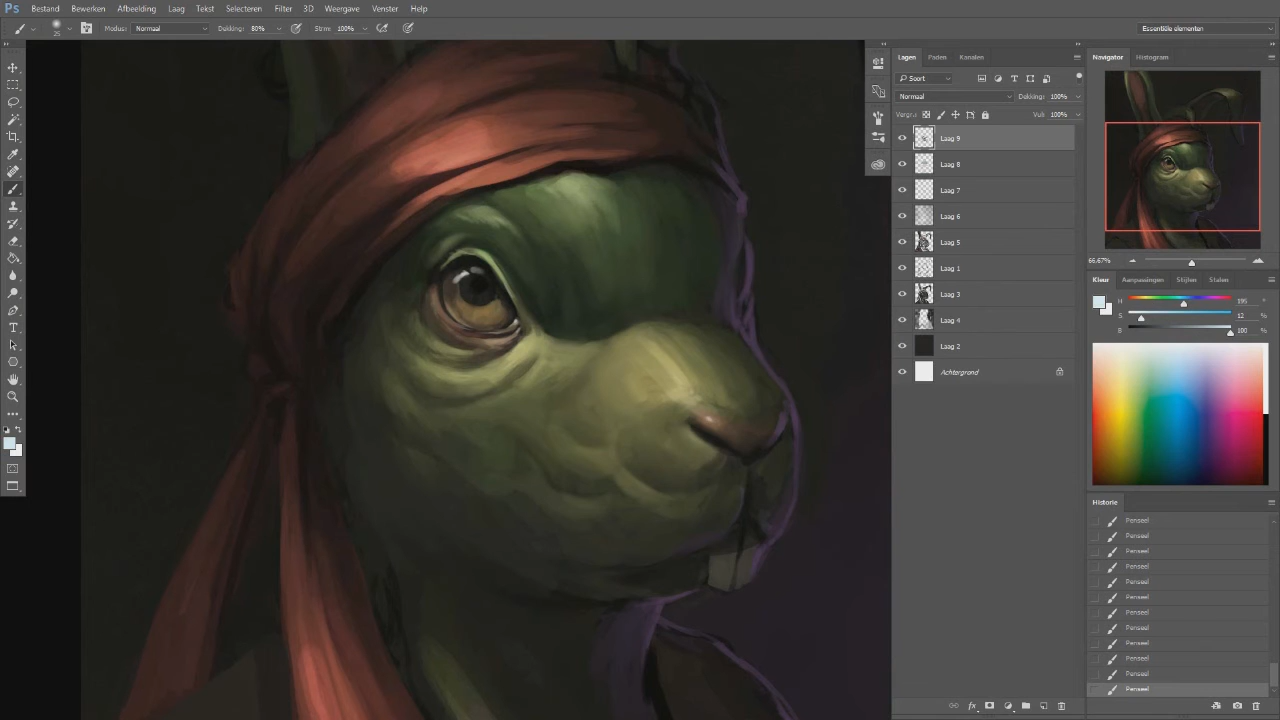 Ps Bestand Bewerken Afbeelding Laag Tekst Selecteren Filter 3D Weergave Venster Help
25 Modus: Normaal Dekking: 80% Strm: 100% Essentiële elementen
Lagen Paden Kanalen
Soort
Normaal Dekking: 100%
Vergr.: Vul: 100%
Laag 9
Laag 8
Laag 7
Laag 6
Laag 5
Laag 1
Laag 3
Laag 4
Laag 2
Achtergrond
fx
Navigator Histogram
66,67%
Kleur Aanpassingen Stijlen Stalen
H 195 °
S 12 %
B 100 %
Historie
Penseel
Penseel
Penseel
Penseel
Penseel
Penseel
Penseel
Penseel
Penseel
Penseel
Penseel
Penseel